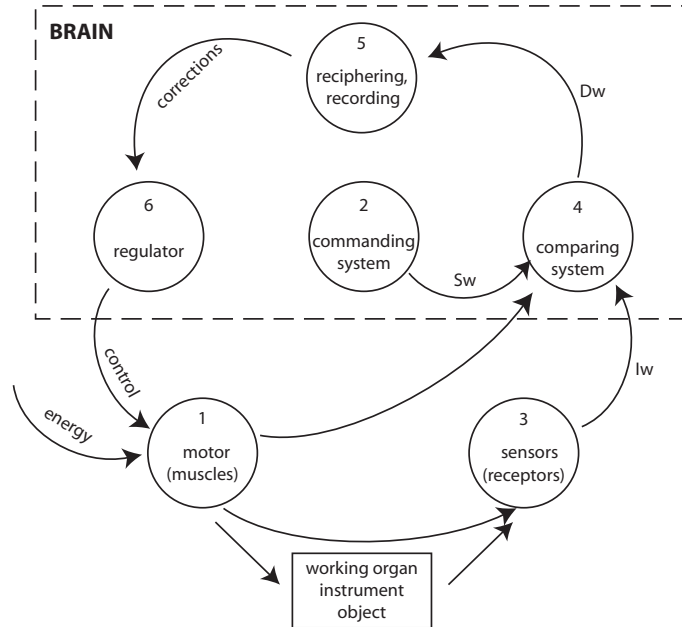 BRAIN
5
reciphering,
recording
corrections
Dw
6
regulator
2
commanding
system
4
comparing
system
Sw
control
energy
Iw
1
motor
(muscles)
3
sensors
(receptors)
working organ
instrument
object